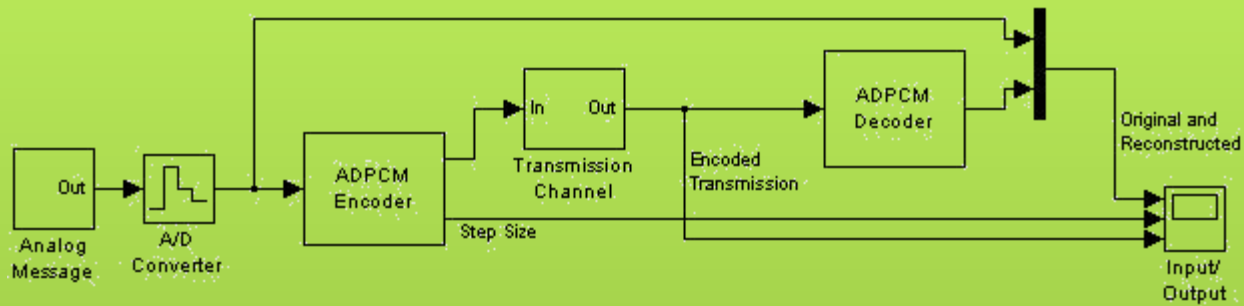 Out
Analog
Message
A/D
Converter
ADPCM
Encoder
Step Size
In
Out
Transmission
Channel
Encoded
Transmission
ADPCM
Decoder
Original and
Reconstructed
Input/
Output